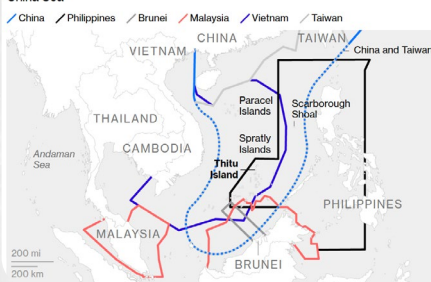 China Sea
China Philippines Brunei Malaysia Vietnam Taiwan
CHINA
TAIWAN
VIETNAM
China and Taiwan
Paracel
Islands
Scarborough
Shoal
THAILAND
Spratly
Islands
CAMBODIA
Andaman
Sea
Thitu
Island
PHILIPPINES
MALAYSIA
BRUNEI
200 mi
200 km